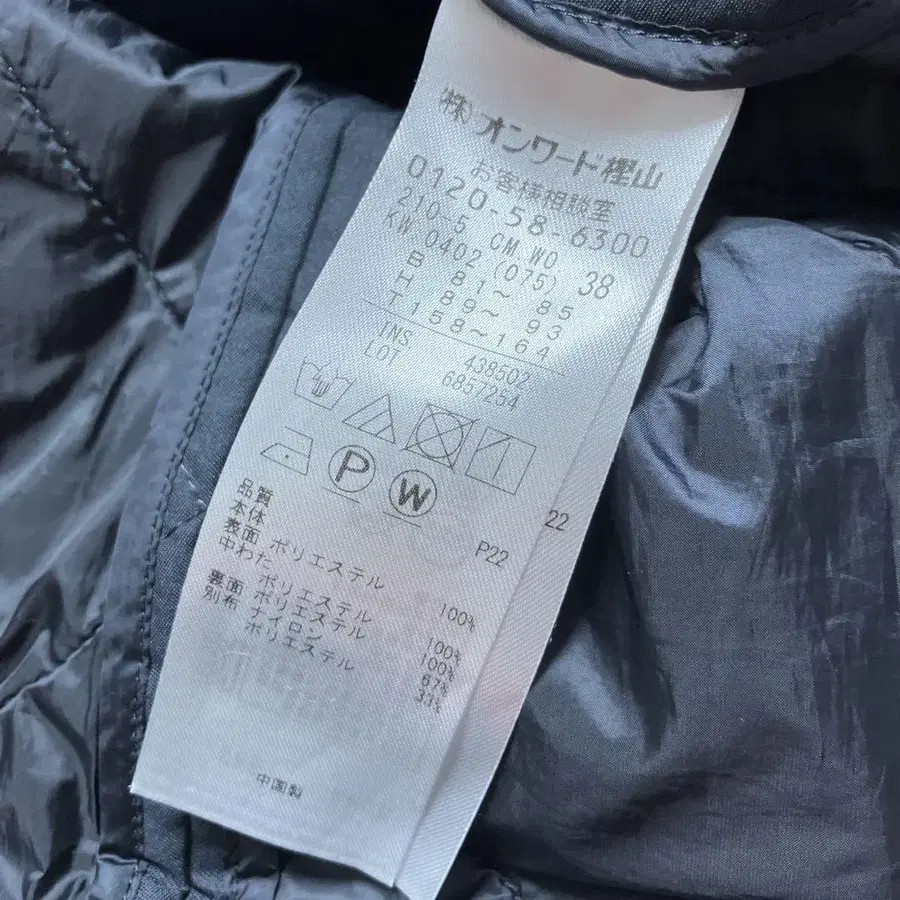 (株)オンワード樫山
お客様相談室
0120-58-6300
210-5 CM.WO 38
KW 0402 (075)
B 81～ 85
H 89～ 93
T 158～164
INS 438502
LOT 6857254
P W
22
P22
品質
本体
表面 ポリエステル 100%
中わた
ポリエステル 100%
裏面 ポリエステル 100%
別布 ナイロン 67%
ポリエステル 33%
中国製